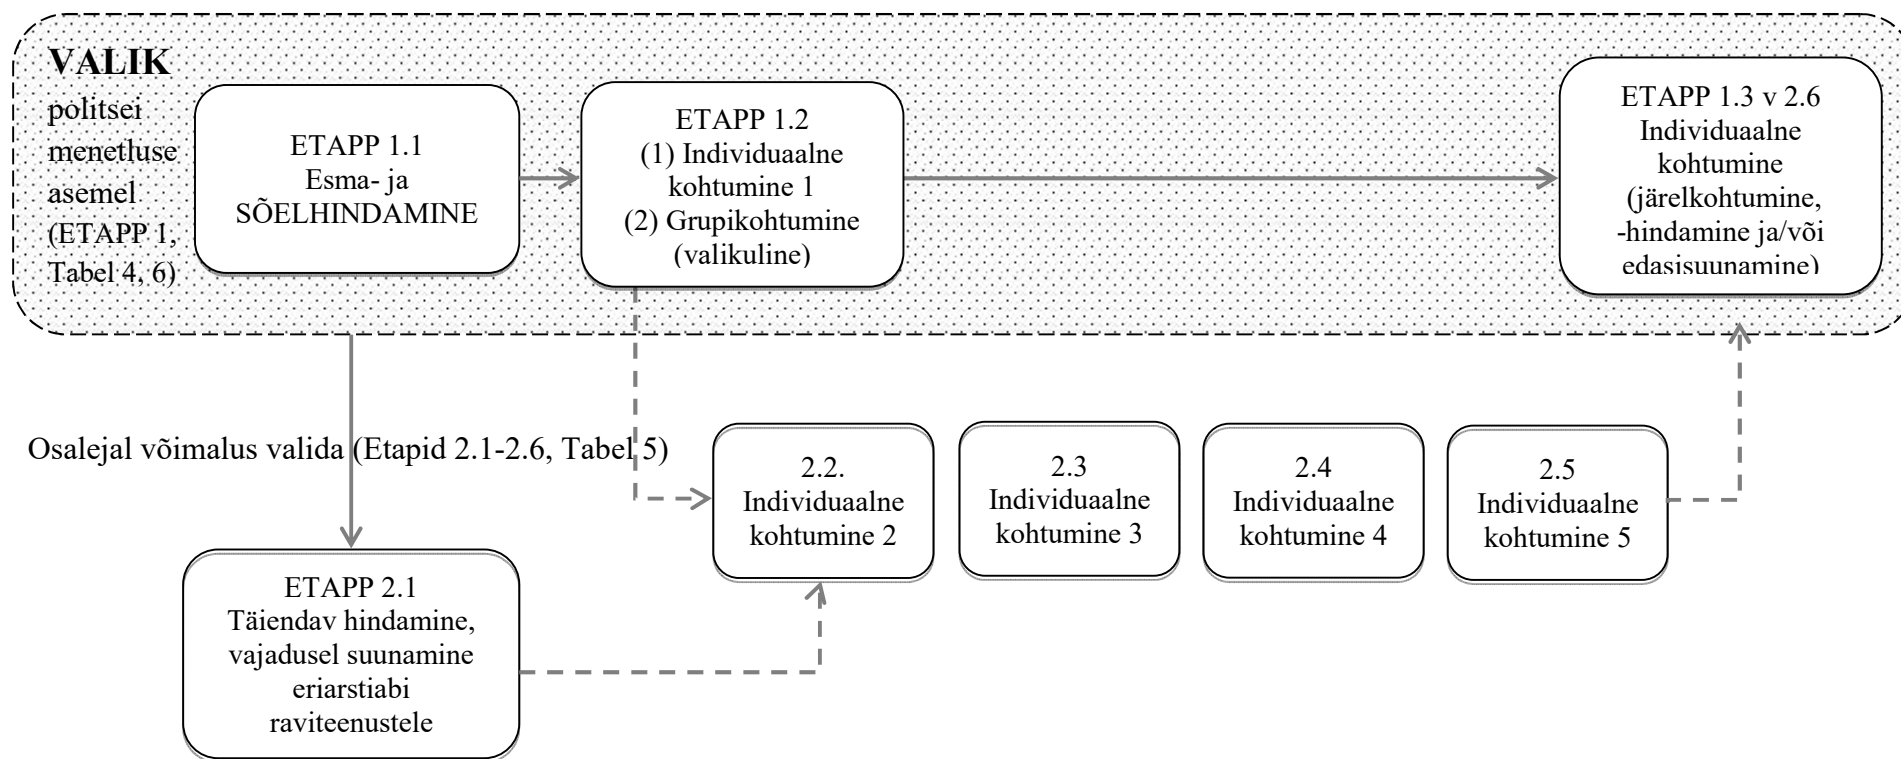 VALIK
politsei
menetluse
asemel
(ETAPP 1,
Tabel 4, 6)
ETAPP 1.1
Esma- ja
SÕELHINDAMINE
ETAPP 1.2
(1) Individuaalne
kohtumine 1
(2) Grupikohtumine
(valikuline)
ETAPP 1.3 v 2.6
Individuaalne
kohtumine
(järelkohtumine,
-hindamine ja/või
edasisuunamine)
Osalejal võimalus valida (Etapid 2.1-2.6, Tabel 5)
2.2.
Individuaalne
kohtumine 2
2.3
Individuaalne
kohtumine 3
2.4
Individuaalne
kohtumine 4
2.5
Individuaalne
kohtumine 5
ETAPP 2.1
Täiendav hindamine,
vajadusel suunamine
eriarstiabi
raviteenustele